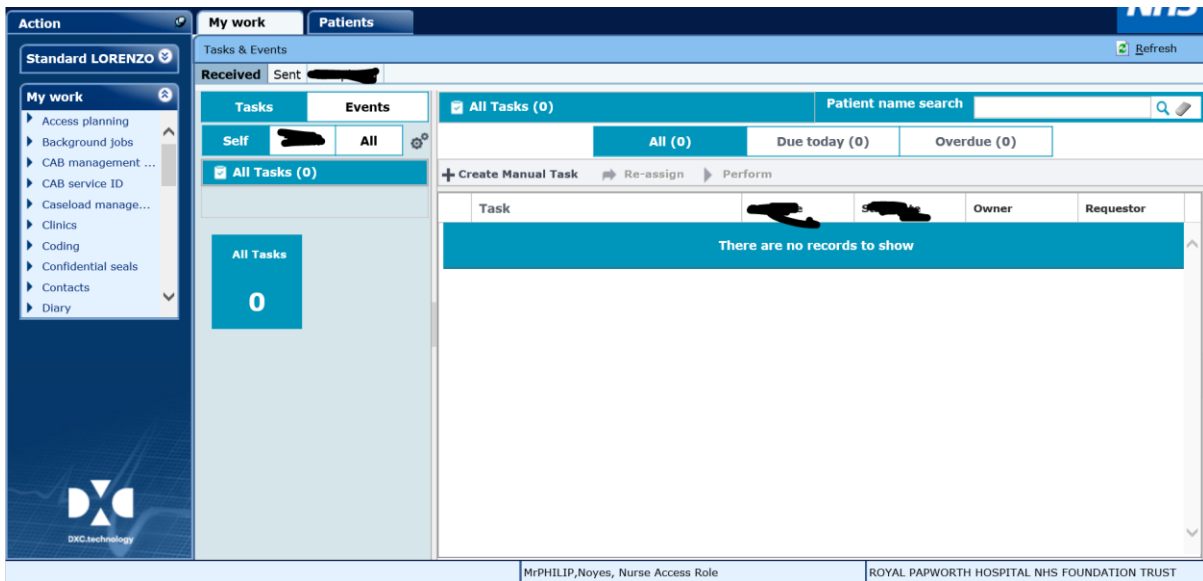 Action
My work Patients
NHS
Standard LORENZO
Tasks & Events
Refresh
Received Sent
My work
Access planning
Background jobs
CAB management ...
CAB service ID
Caseload manage...
Clinics
Coding
Confidential seals
Contacts
Diary
Tasks Events
Self All
All Tasks (0)
All Tasks
0
All Tasks (0)
Patient name search
All (0) Due today (0) Overdue (0)
Create Manual Task Re-assign Perform
Task Owner Requestor
There are no records to show
DXC.technology
MrPHILIP,Noyes, Nurse Access Role
ROYAL PAPWORTH HOSPITAL NHS FOUNDATION TRUST